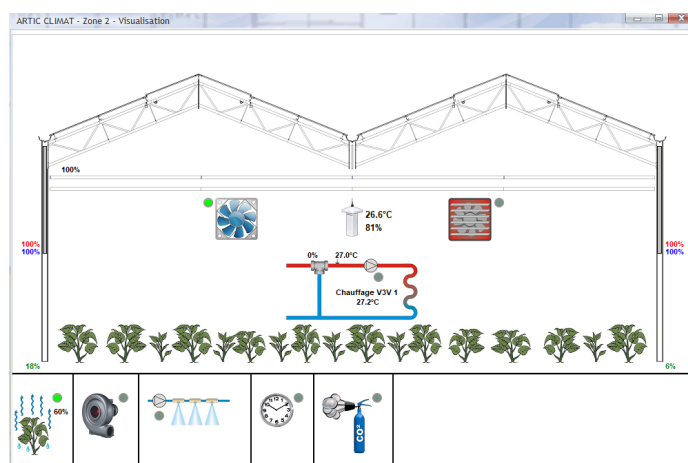 ARTIC CLIMAT - Zone 2 - Visualisation
100%
26.6°C
81%
100%
100%
100%
100%
0%
27.0°C
Chauffage V3V 1
27.2°C
18%
6%
60%
CO²